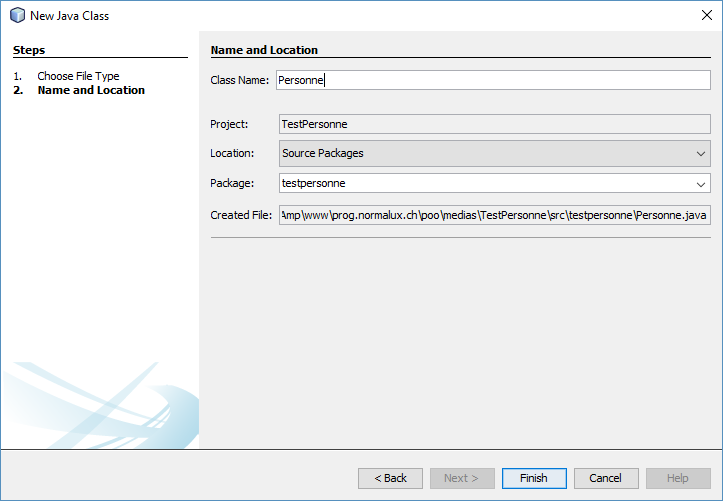 New Java Class
Steps
1. Choose File Type
2. Name and Location
Name and Location
Class Name: Personne
Project: TestPersonne
Location: Source Packages
Package: testpersonne
Created File: \mp\www\prog.normalux.ch\poo\medias\TestPersonne\src\testpersonne\Personne.java
< Back Next > Finish Cancel Help